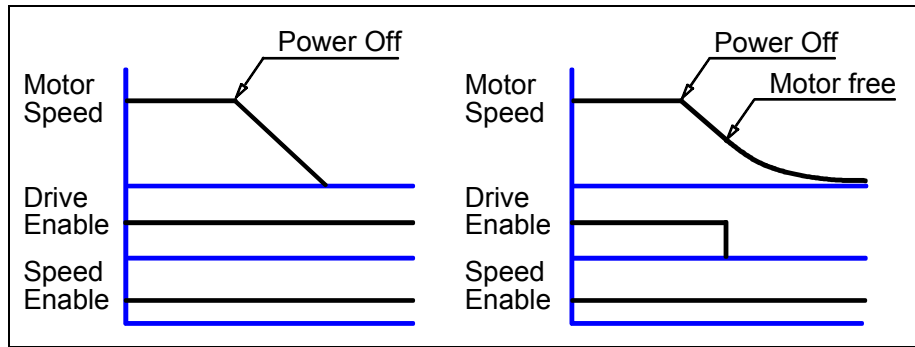 Power Off
Motor
Speed
Drive
Enable
Speed
Enable
Power Off
Motor
Speed
Motor free
Drive
Enable
Speed
Enable